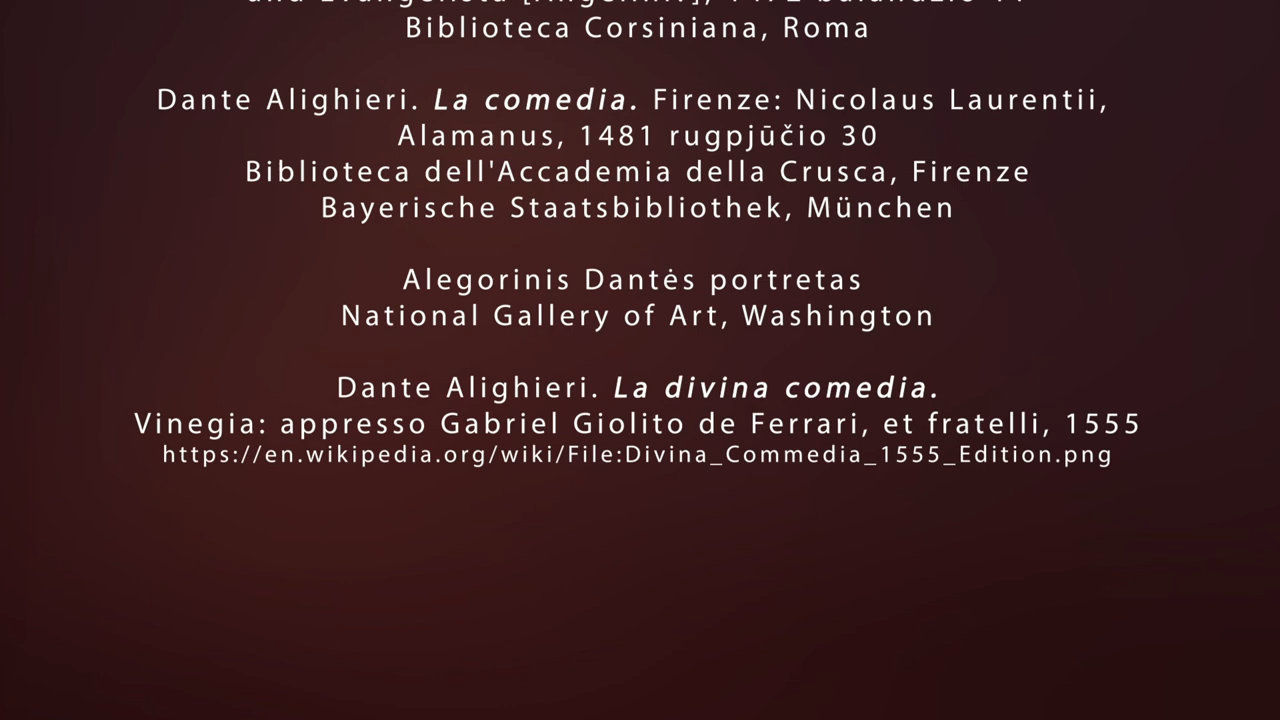 Biblioteca Corsiniana, Roma
Dante Alighieri. La comedia. Firenze: Nicolaus Laurentii,
Alamanus, 1481 rugpjūčio 30
Biblioteca dell'Accademia della Crusca, Firenze
Bayerische Staatsbibliothek, München
Alegorinis Dantės portretas
National Gallery of Art, Washington
Dante Alighieri. La divina comedia.
Vinegia: appresso Gabriel Giolito de Ferrari, et fratelli, 1555
https://en.wikipedia.org/wiki/File:Divina_Commedia_1555_Edition.png